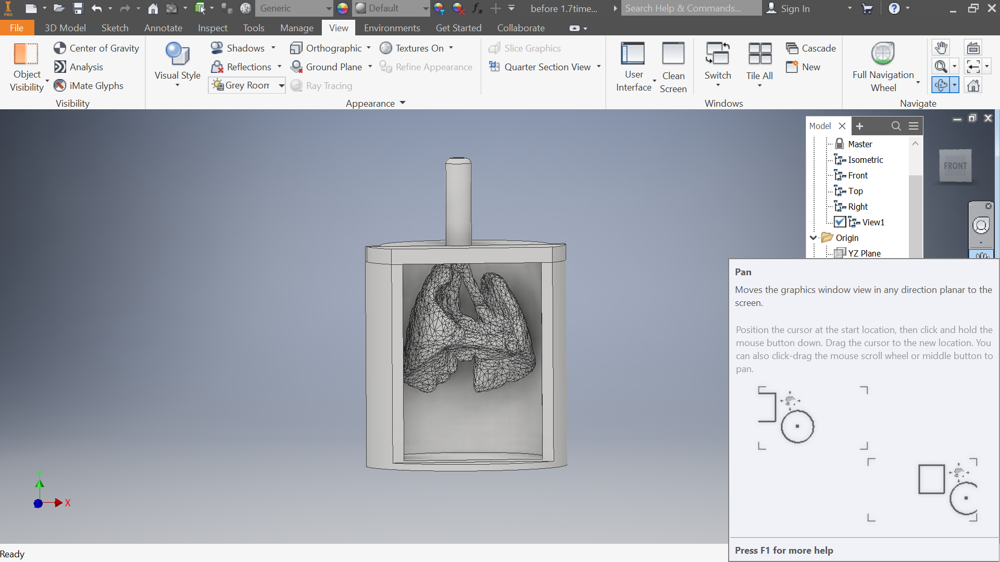 PRO
Generic
Default
fx
before 1.7time...
Search Help & Commands...
Sign In
?
File
3D Model
Sketch
Annotate
Inspect
Tools
Manage
View
Environments
Get Started
Collaborate
Object
Visibility
Center of Gravity
Analysis
iMate Glyphs
Visibility
Visual Style
Shadows
Reflections
Grey Room
Orthographic
Ground Plane
Ray Tracing
Textures On
Refine Appearance
Appearance
Slice Graphics
Quarter Section View
User
Interface
Clean
Screen
Switch
Tile All
Cascade
New
Windows
Full Navigation
Wheel
Navigate
Model
Master
Isometric
Front
Top
Right
View1
Origin
YZ Plane
FRONT
Pan
Moves the graphics window view in any direction planar to the
screen.
Position the cursor at the start location, then click and hold the
mouse button down. Drag the cursor to the new location. You
can also click-drag the mouse scroll wheel or middle button to
pan.
Press F1 for more help
Y
X
Ready